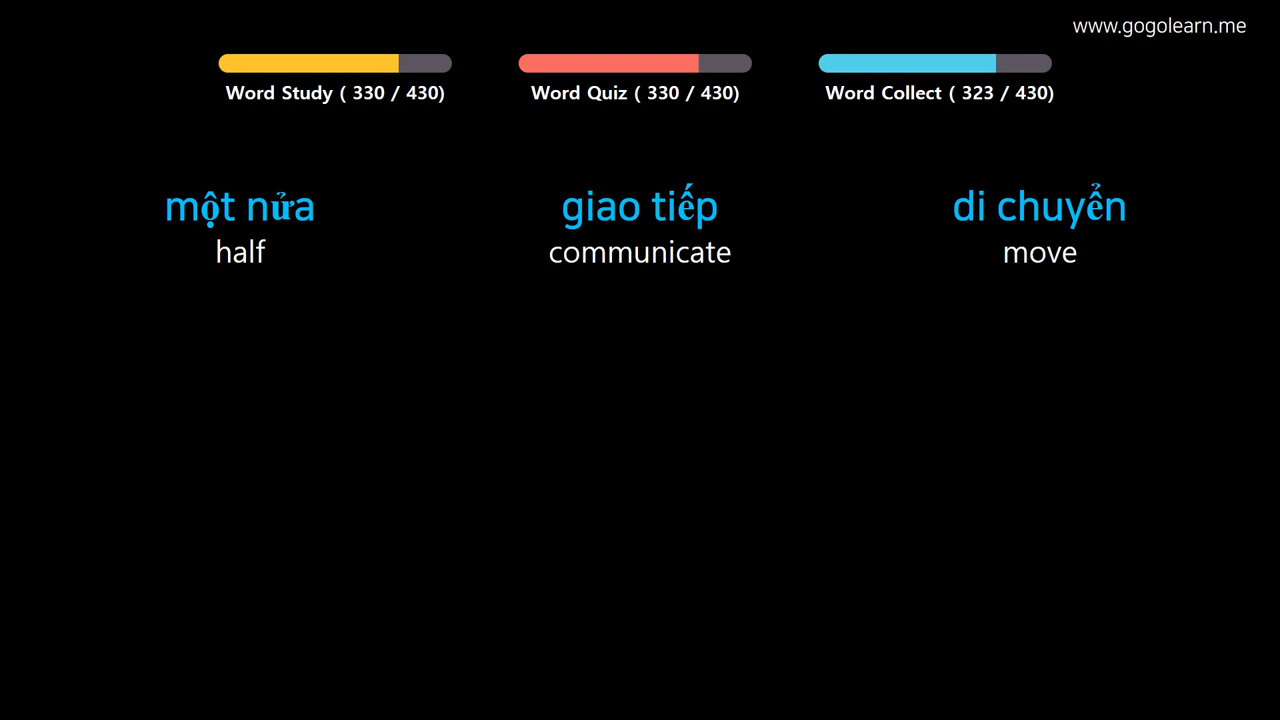 www.gogolearn.me
Word Study ( 330 / 430)
Word Quiz ( 330 / 430)
Word Collect ( 323 / 430)
một nửa
half
giao tiếp
communicate
di chuyển
move